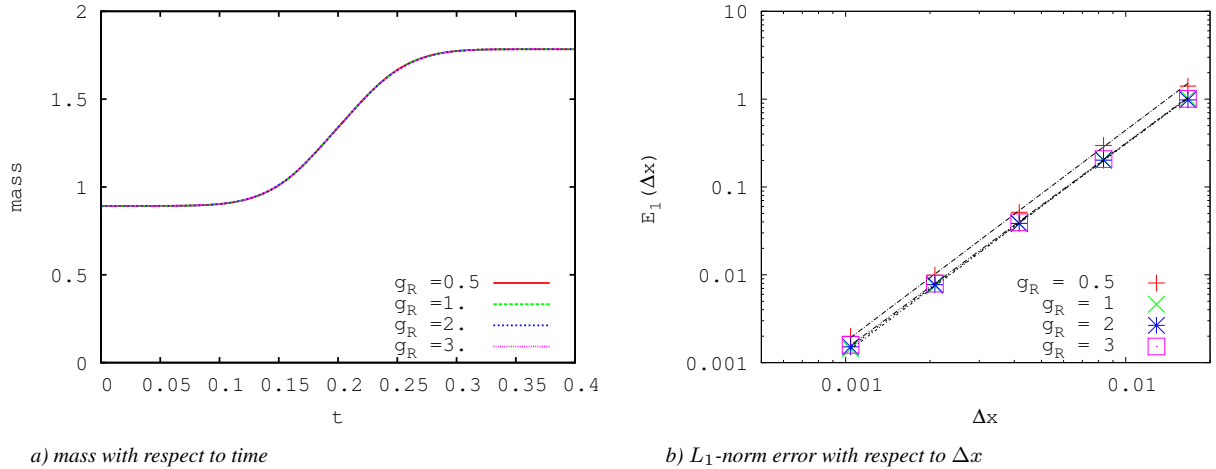 2
1.5
1
0.5
0
mass
0 0.05 0.1 0.15 0.2 0.25 0.3 0.35 0.4
t
g_R =0.5
g_R =1.
g_R =2.
g_R =3.
a) mass with respect to time
10
1
0.1
0.01
0.001
E_1 (Δx)
0.001 0.01
Δx
g_R = 0.5
g_R = 1
g_R = 2
g_R = 3
b) L_1-norm error with respect to Δx